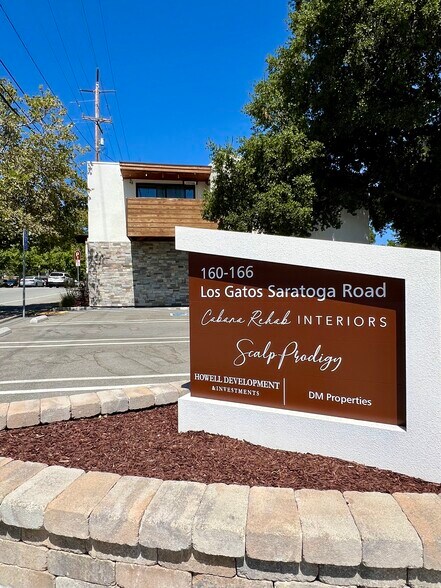 160-166
Los Gatos Saratoga Road
Cabana Rehab INTERIORS
Scalp Prodigy
HOWELL DEVELOPMENT
& INVESTMENTS
DM Properties